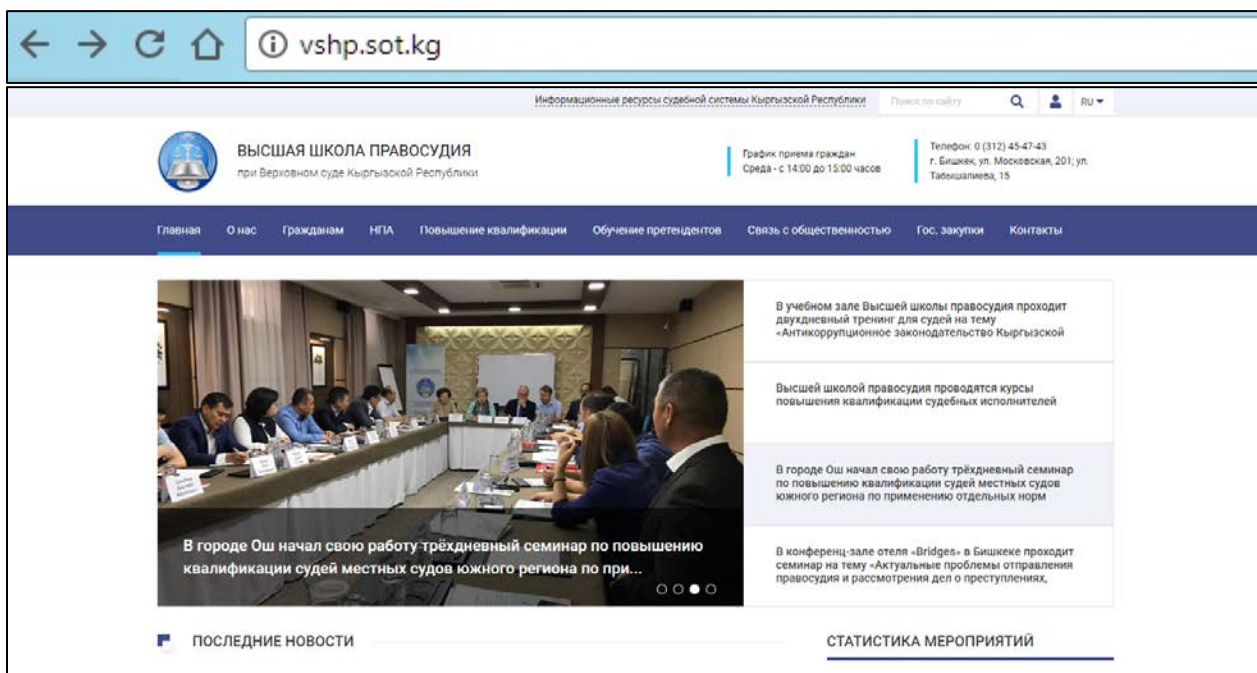 vshp.sot.kg
Информационные ресурсы судебной системы Кыргызской Республики
Поиск по сайту
RU
ВЫСШАЯ ШКОЛА ПРАВОСУДИЯ
при Верховном суде Кыргызской Республики
График приема граждан
Среда - с 14:00 до 15:00 часов
Телефон: 0 (312) 45-47-43
г. Бишкек, ул. Московская, 201; ул.
Табышалиева, 15
Главная О нас Гражданам НПА Повышение квалификации Обучение претендентов Связь с общественностью Гос. закупки Контакты
В городе Ош начал свою работу трёхдневный семинар по повышению
квалификации судей местных судов южного региона по при...
В учебном зале Высшей школы правосудия проходит
двухдневный тренинг для судей на тему
«Антикоррупционное законодательство Кыргызской
Высшей школой правосудия проводятся курсы
повышения квалификации судебных исполнителей
В городе Ош начал свою работу трёхдневный семинар
по повышению квалификации судей местных судов
южного региона по применению отдельных норм
В конференц-зале отеля «Bridges» в Бишкеке проходит
семинар на тему «Актуальные проблемы отправления
правосудия и рассмотрения дел о преступлениях,
ПОСЛЕДНИЕ НОВОСТИ
СТАТИСТИКА МЕРОПРИЯТИЙ